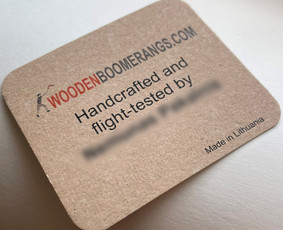 WOODENBOOMERANGS.COM
Handcrafted and
flight-tested by
Made in Lithuania